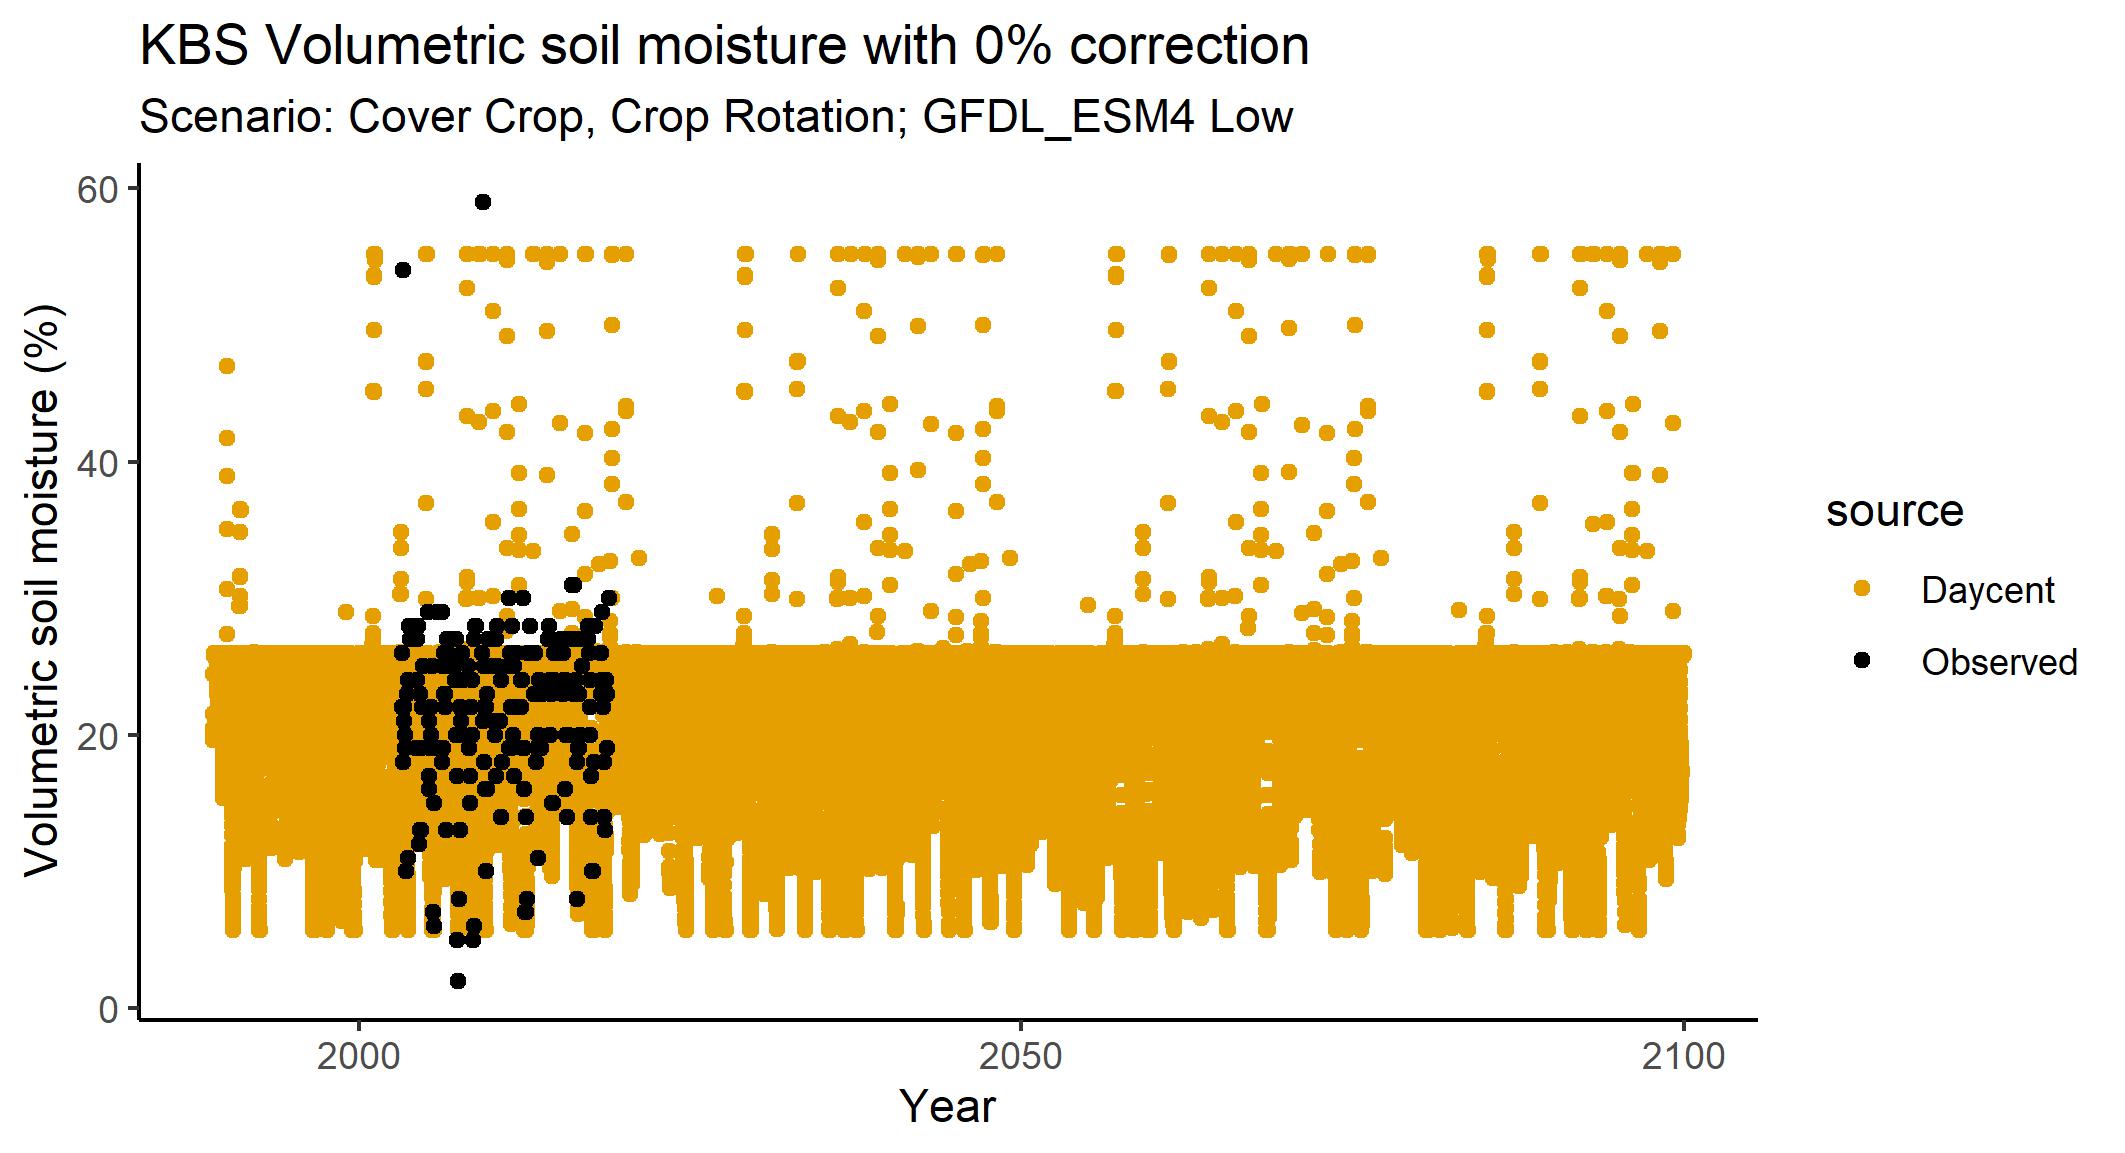 KBS Volumetric soil moisture with 0% correction
Scenario: Cover Crop, Crop Rotation; GFDL_ESM4 Low
Volumetric soil moisture (%)
60
40
20
0
2000
2050
2100
Year
source
Daycent
Observed